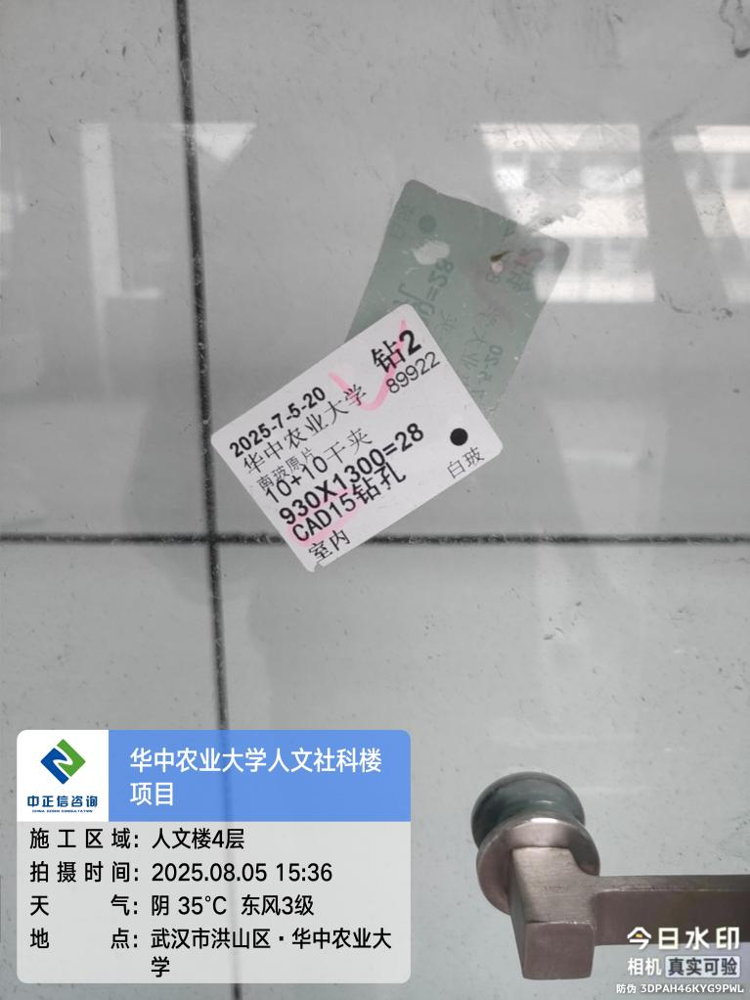 钻2
89922
2025-7-5-20
华中农业大学
南玻原片
10+10干夹
930X1300=28
CAD15钻孔
白玻
室内
中正信咨询
华中农业大学人文社科楼
项目
施工区域：人文楼4层
拍摄时间：2025.08.05 15:36
天气：阴 35℃ 东风3级
地点：武汉市洪山区·华中农业大
学
今日水印
相机 真实可验
防伪 3DPAH46KYG9PWL